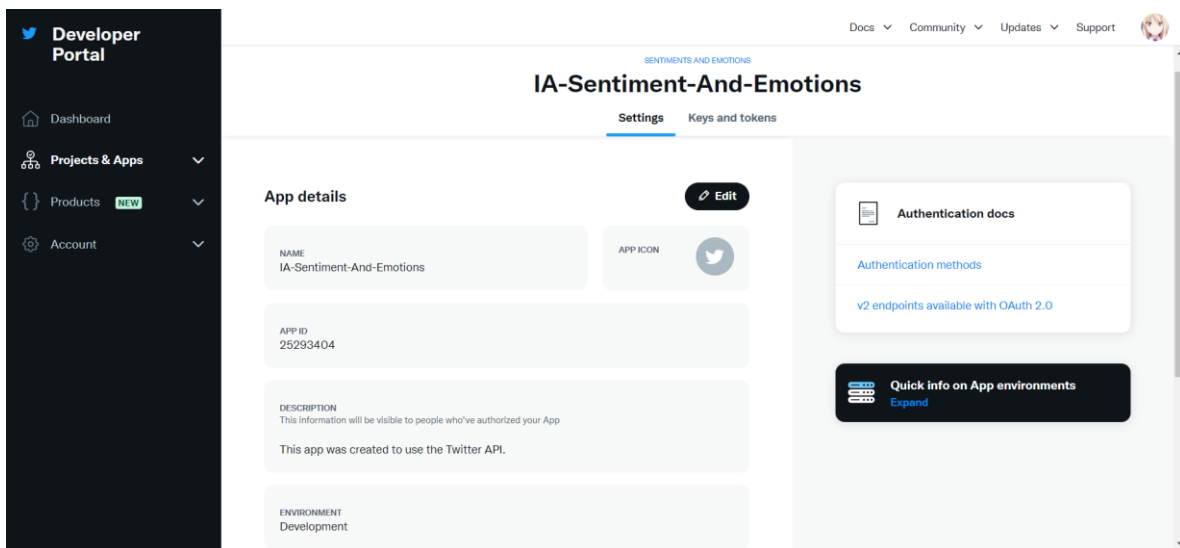 Developer
Portal
Dashboard
Projects & Apps
Products NEW
Account
Docs Community Updates Support
SENTIMENTS AND EMOTIONS
IA-Sentiment-And-Emotions
Settings Keys and tokens
App details
Edit
NAME
IA-Sentiment-And-Emotions
APP ICON
APP ID
25293404
DESCRIPTION
This information will be visible to people who've authorized your App
This app was created to use the Twitter API.
ENVIRONMENT
Development
Authentication docs
Authentication methods
v2 endpoints available with OAuth 2.0
Quick info on App environments
Expand